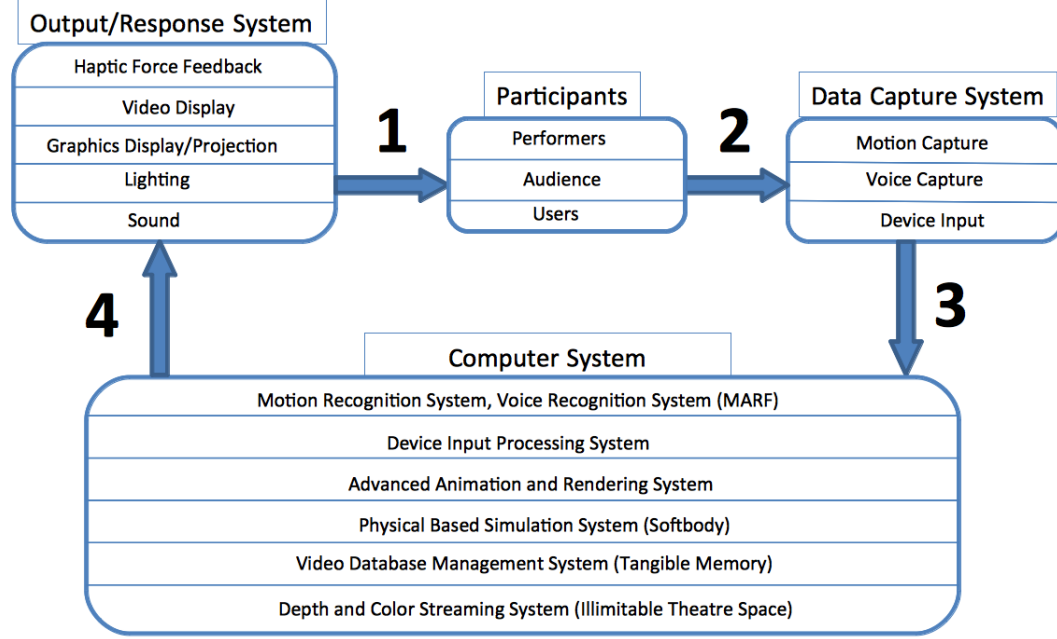 Output/Response System
Haptic Force Feedback
Video Display
Graphics Display/Projection
Lighting
Sound
1
Participants
Performers
Audience
Users
2
Data Capture System
Motion Capture
Voice Capture
Device Input
3
4
Computer System
Motion Recognition System, Voice Recognition System (MARF)
Device Input Processing System
Advanced Animation and Rendering System
Physical Based Simulation System (Softbody)
Video Database Management System (Tangible Memory)
Depth and Color Streaming System (Illimitable Theatre Space)